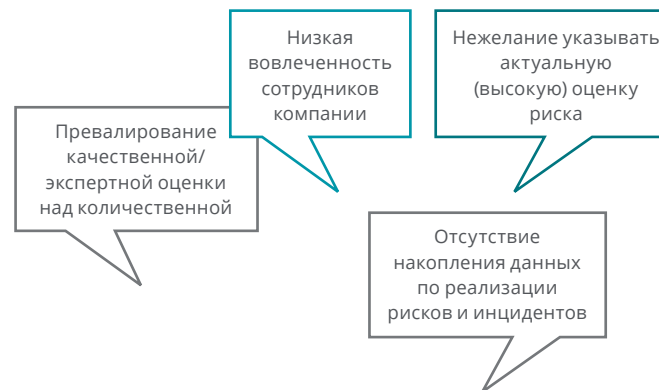 Низкая
вовлеченность
сотрудников
компании
Нежелание указывать
актуальную
(высокую) оценку
риска
Превалирование
качественной/
экспертной оценки
над количественной
Отсутствие
накопления данных
по реализации
рисков и инцидентов